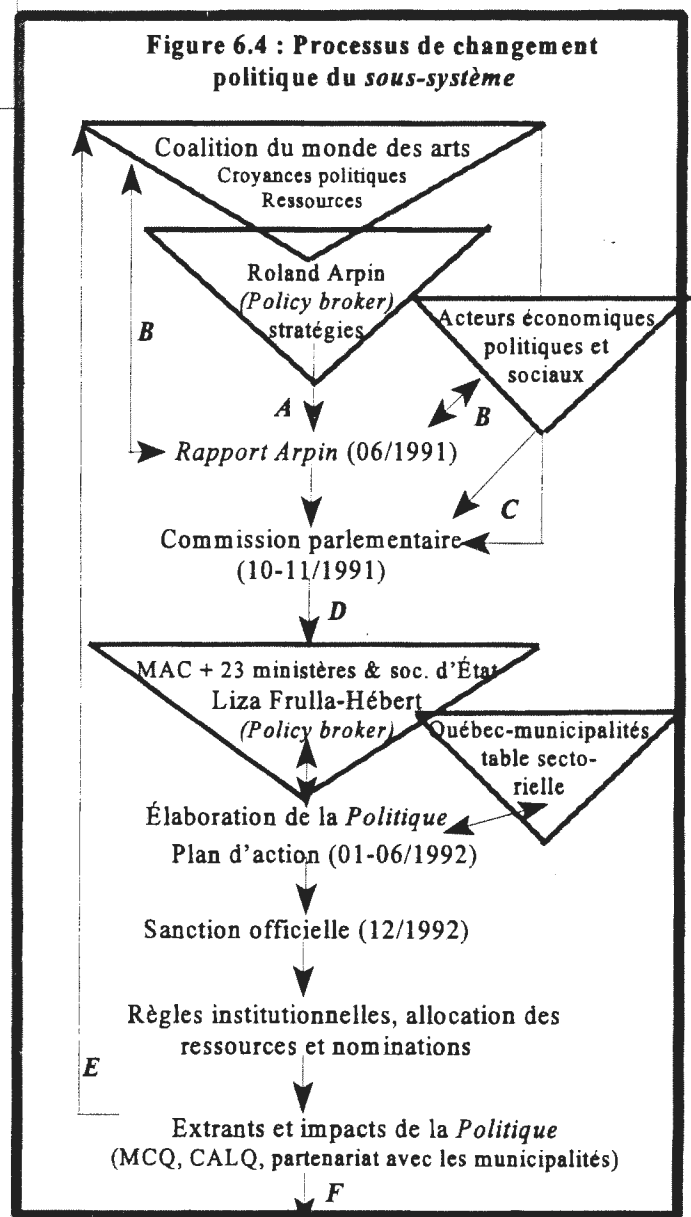 Figure 6.4 : Processus de changement
politique du sous-système
Coalition du monde des arts
Croyances politiques
Ressources
Roland Arpin
(Policy broker)
stratégies
Acteurs économiques
politiques et
sociaux
B
A
B
Rapport Arpin (06/1991)
C
Commission parlementaire
(10-11/1991)
D
MAC + 23 ministères & soc. d'État
Liza Frulla-Hébert
(Policy broker)
Québec-municipalités
table secto-
rielle
Élaboration de la Politique
Plan d'action (01-06/1992)
Sanction officielle (12/1992)
Règles institutionnelles, allocation des
ressources et nominations
E
Extrants et impacts de la Politique
(MCQ, CALQ, partenariat avec les municipalités)
F